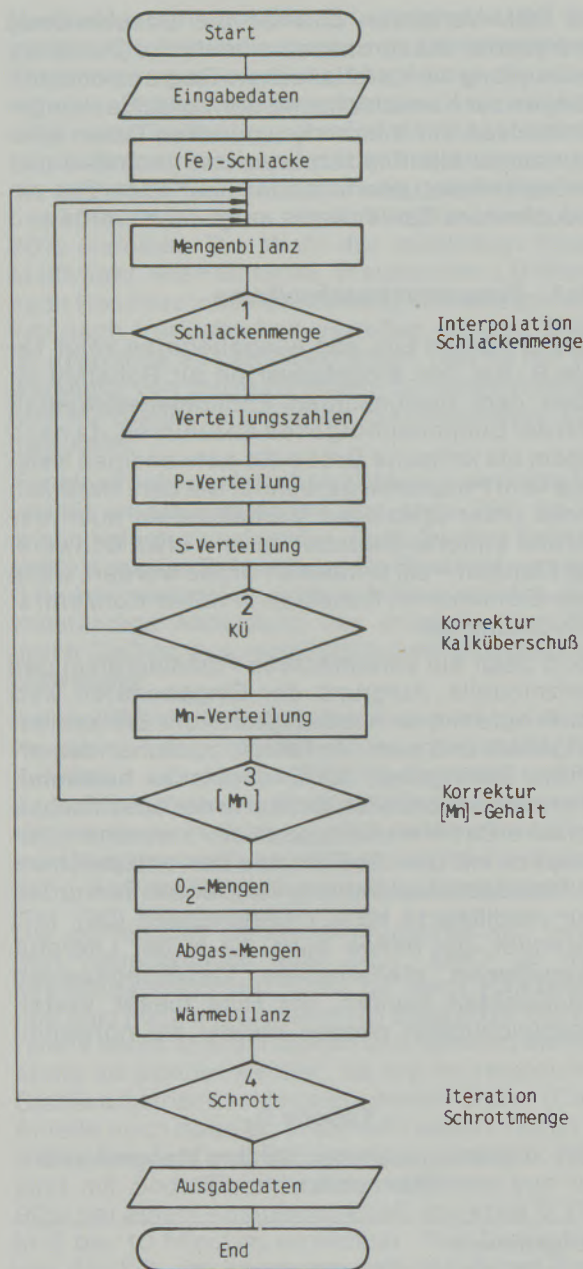 Start
Eingabedaten
(Fe)-Schlacke
Mengenbilanz
1
Schlackenmenge
Interpolation
Schlackenmenge
Verteilungszahlen
P-Verteilung
S-Verteilung
2
KÜ
Korrektur
Kalküberschuß
Mn-Verteilung
3
[Mn]
Korrektur
[Mn]-Gehalt
O₂-Mengen
Abgas-Mengen
Wärmebilanz
4
Schrott
Iteration
Schrottmenge
Ausgabedaten
End